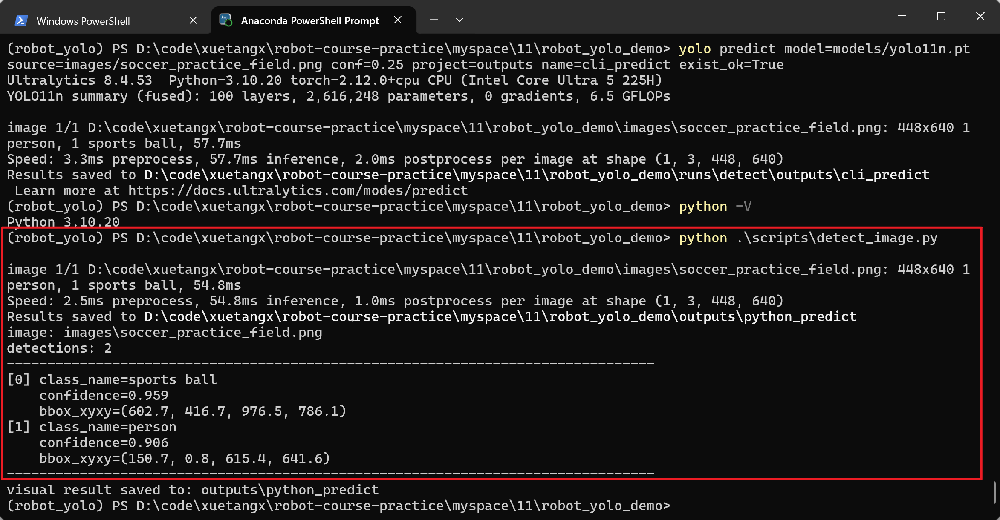 Windows PowerShell
Anaconda PowerShell Prompt
(robot_yolo) PS D:\code\xuetangx\robot-course-practice\myspace\11\robot_yolo_demo> yolo predict model=models/yolo11n.pt
source=images/soccer_practice_field.png conf=0.25 project=outputs name=cli_predict exist_ok=True
Ultralytics 8.4.53  Python-3.10.20 torch-2.12.0+cpu CPU (Intel Core Ultra 5 225H)
YOLO11n summary (fused): 100 layers, 2,616,248 parameters, 0 gradients, 6.5 GFLOPs
image 1/1 D:\code\xuetangx\robot-course-practice\myspace\11\robot_yolo_demo\images\soccer_practice_field.png: 448x640 1
person, 1 sports ball, 57.7ms
Speed: 3.3ms preprocess, 57.7ms inference, 2.0ms postprocess per image at shape (1, 3, 448, 640)
Results saved to D:\code\xuetangx\robot-course-practice\myspace\11\robot_yolo_demo\runs\detect\outputs\cli_predict
Learn more at https://docs.ultralytics.com/modes/predict
(robot_yolo) PS D:\code\xuetangx\robot-course-practice\myspace\11\robot_yolo_demo> python -V
Python 3.10.20
(robot_yolo) PS D:\code\xuetangx\robot-course-practice\myspace\11\robot_yolo_demo> python .\scripts\detect_image.py
image 1/1 D:\code\xuetangx\robot-course-practice\myspace\11\robot_yolo_demo\images\soccer_practice_field.png: 448x640 1
person, 1 sports ball, 54.8ms
Speed: 2.5ms preprocess, 54.8ms inference, 1.0ms postprocess per image at shape (1, 3, 448, 640)
Results saved to D:\code\xuetangx\robot-course-practice\myspace\11\robot_yolo_demo\outputs\python_predict
image: images\soccer_practice_field.png
detections: 2
--------------------------------------------------------------------------------
[0] class_name=sports ball
    confidence=0.959
    bbox_xyxy=(602.7, 416.7, 976.5, 786.1)
[1] class_name=person
    confidence=0.906
    bbox_xyxy=(150.7, 0.8, 615.4, 641.6)
--------------------------------------------------------------------------------
visual result saved to: outputs\python_predict
(robot_yolo) PS D:\code\xuetangx\robot-course-practice\myspace\11\robot_yolo_demo>